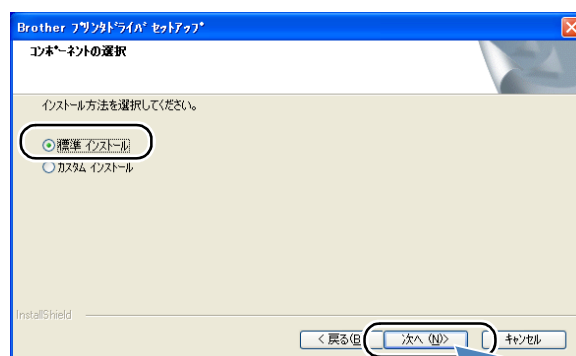 Brother プリンタドライバ セットアップ
コンポーネントの選択
インストール方法を選択してください。
標準 インストール
カスタム インストール
InstallShield
< 戻る(B 次へ (N)> キャンセル